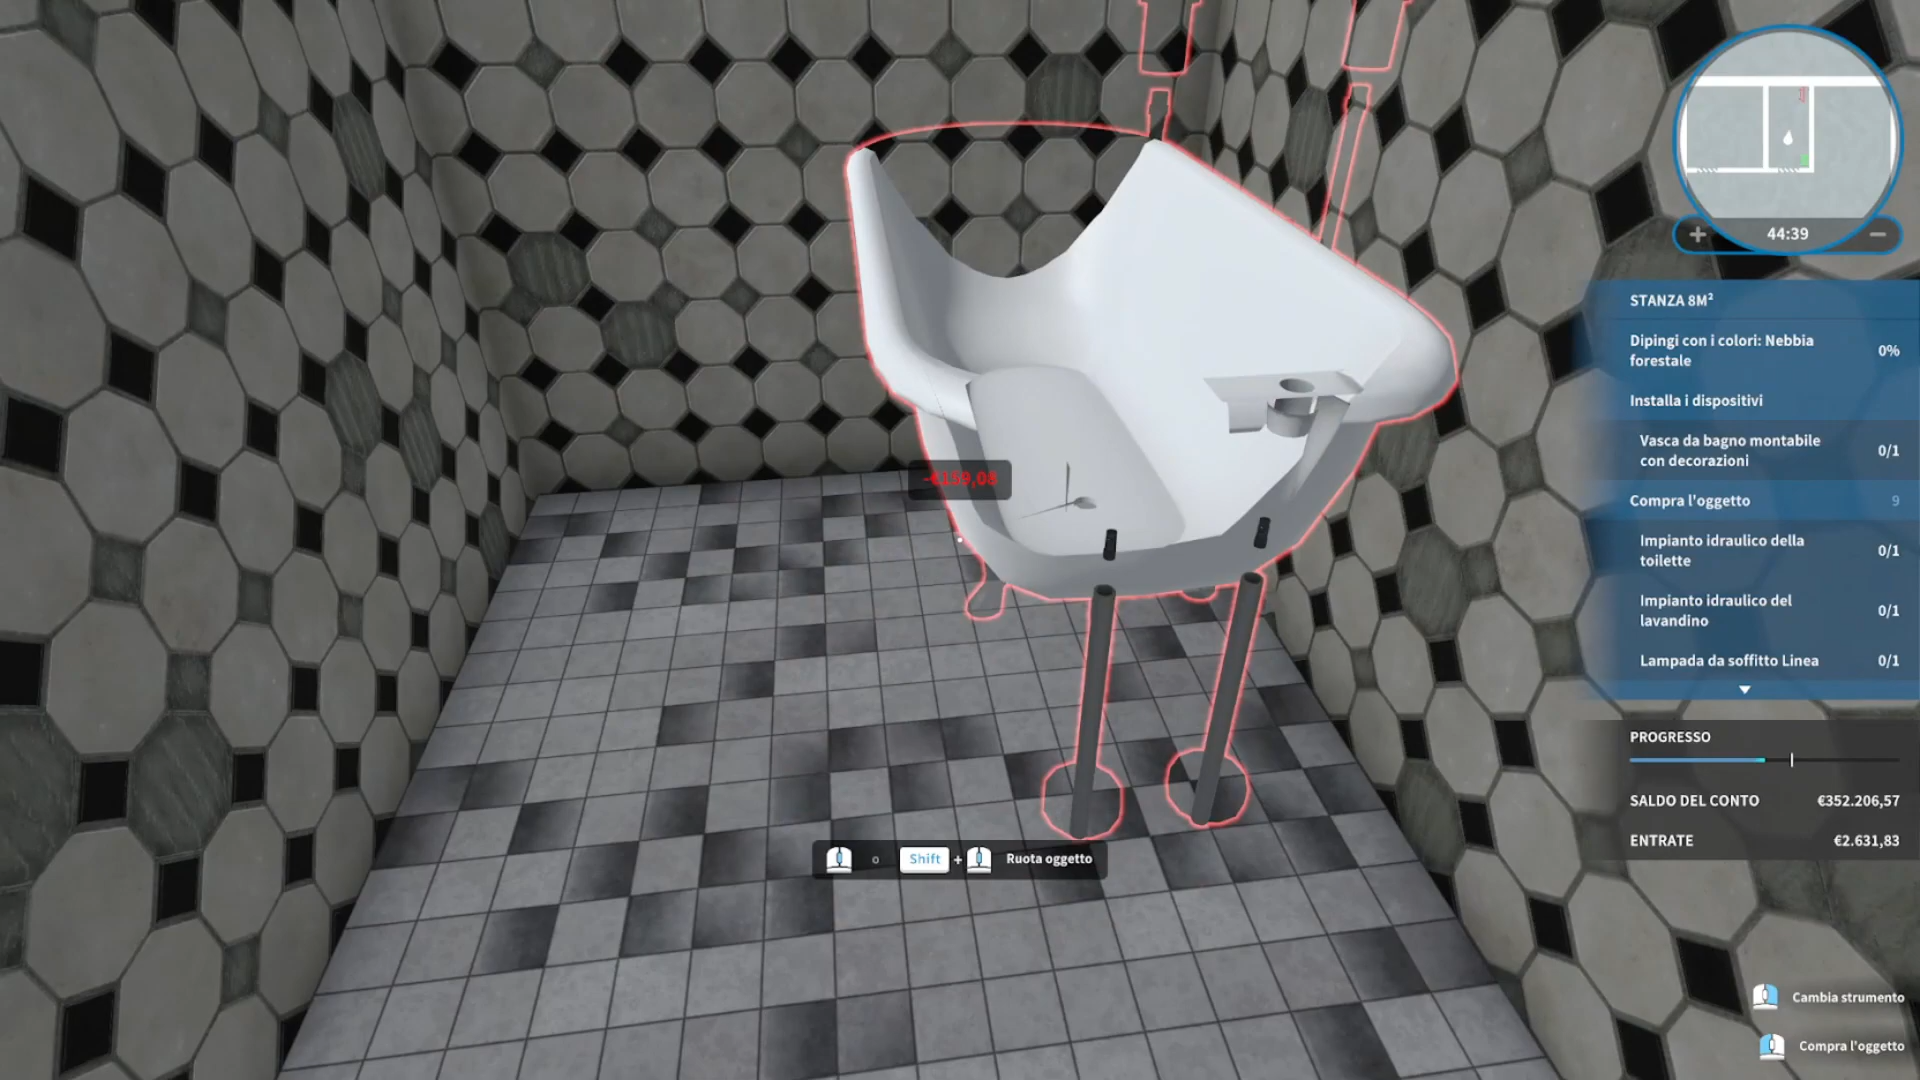 44:39
STANZA 8M²
Dipingi con i colori: Nebbia
forestale
0%
Installa i dispositivi
Vasca da bagno montabile
con decorazioni
0/1
Compra l'oggetto
9
Impianto idraulico della
toilette
0/1
Impianto idraulico del
lavandino
0/1
Lampada da soffitto Linea
0/1
PROGRESSO
SALDO DEL CONTO
€352.206,57
ENTRATE
€2.631,83
-€159,08
o Shift + Ruota oggetto
Cambia strumento
Compra l'oggetto